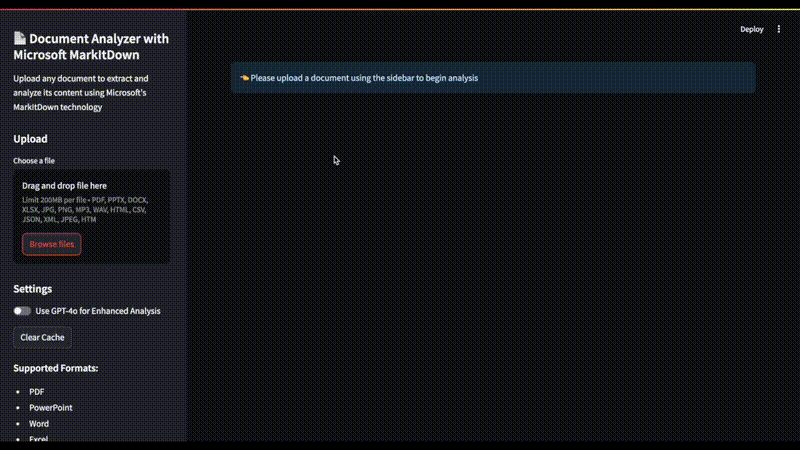 Document Analyzer with
Microsoft MarkItDown
Upload any document to extract and
analyze its content using Microsoft's
MarkItDown technology
Upload
Choose a file
Drag and drop file here
Limit 200MB per file • PDF, PPTX, DOCX,
XLSX, JPG, PNG, MP3, WAV, HTML, CSV,
JSON, XML, JPEG, HTM
Browse files
Settings
Use GPT-4o for Enhanced Analysis
Clear Cache
Supported Formats:
• PDF
• PowerPoint
• Word
• Excel
Deploy
Please upload a document using the sidebar to begin analysis